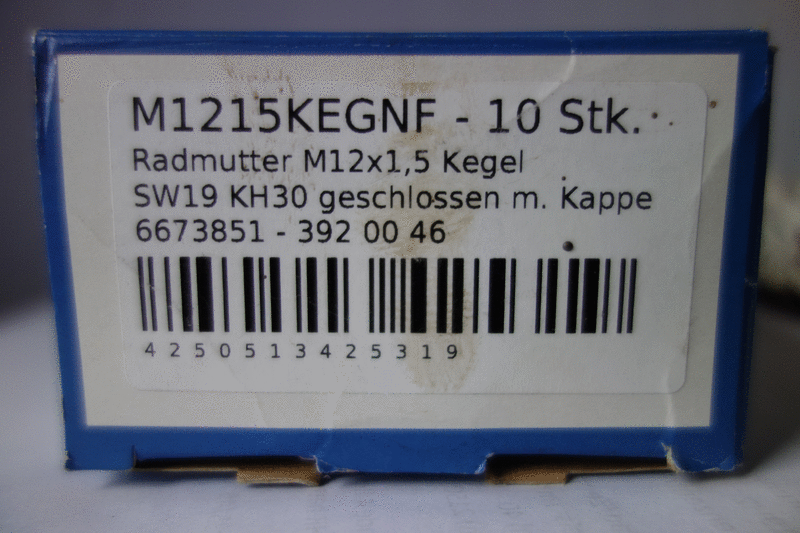 M1215KEGNF - 10 Stk.
Radmutter M12x1,5 Kegel
SW19 KH30 geschlossen m. Kappe
6673851 - 392 00 46
4250513425319